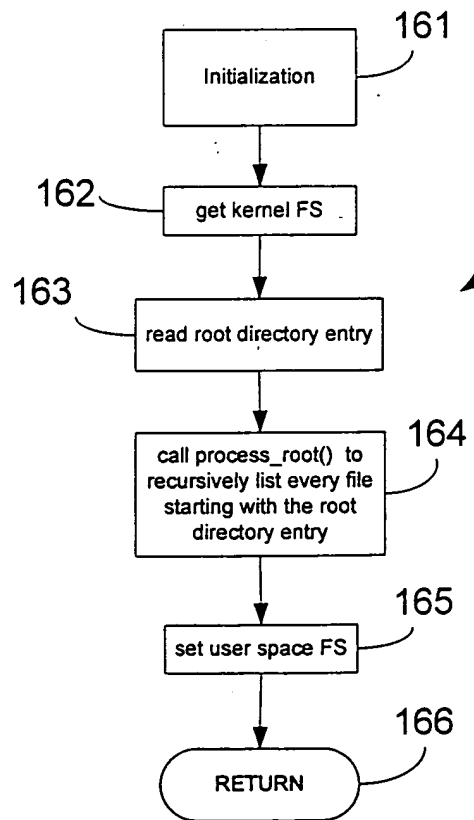 161
Initialization
162
get kernel FS
163
read root directory entry
164
call process_root() to
recursively list every file
starting with the root
directory entry
165
set user space FS
166
RETURN